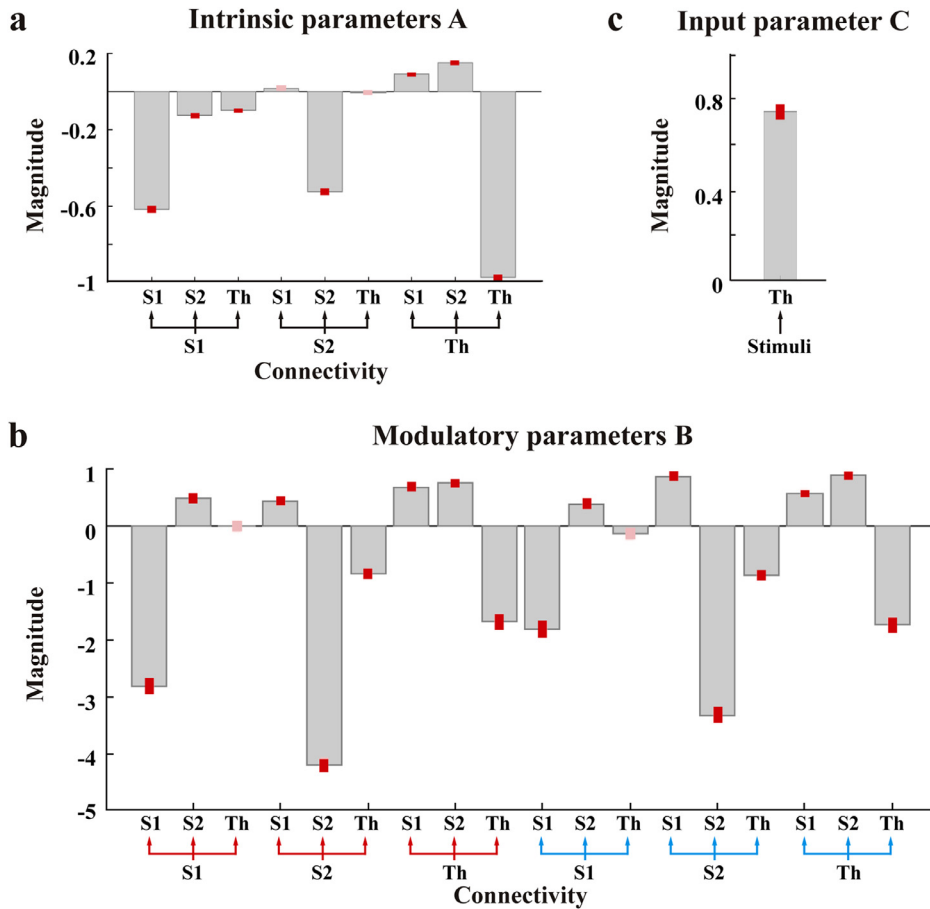 a Intrinsic parameters A
0.2
-0.2
-0.6
-1
Magnitude
S1 S2 Th S1 S2 Th S1 S2 Th
S1 S2 Th
Connectivity
c Input parameter C
0.8
0.4
0
Magnitude
Th
Stimuli
b Modulatory parameters B
1
0
-1
-2
-3
-4
-5
Magnitude
S1 S2 Th S1 S2 Th S1 S2 Th S1 S2 Th S1 S2 Th S1 S2 Th
S1 S2 Th S1 S2 Th
Connectivity